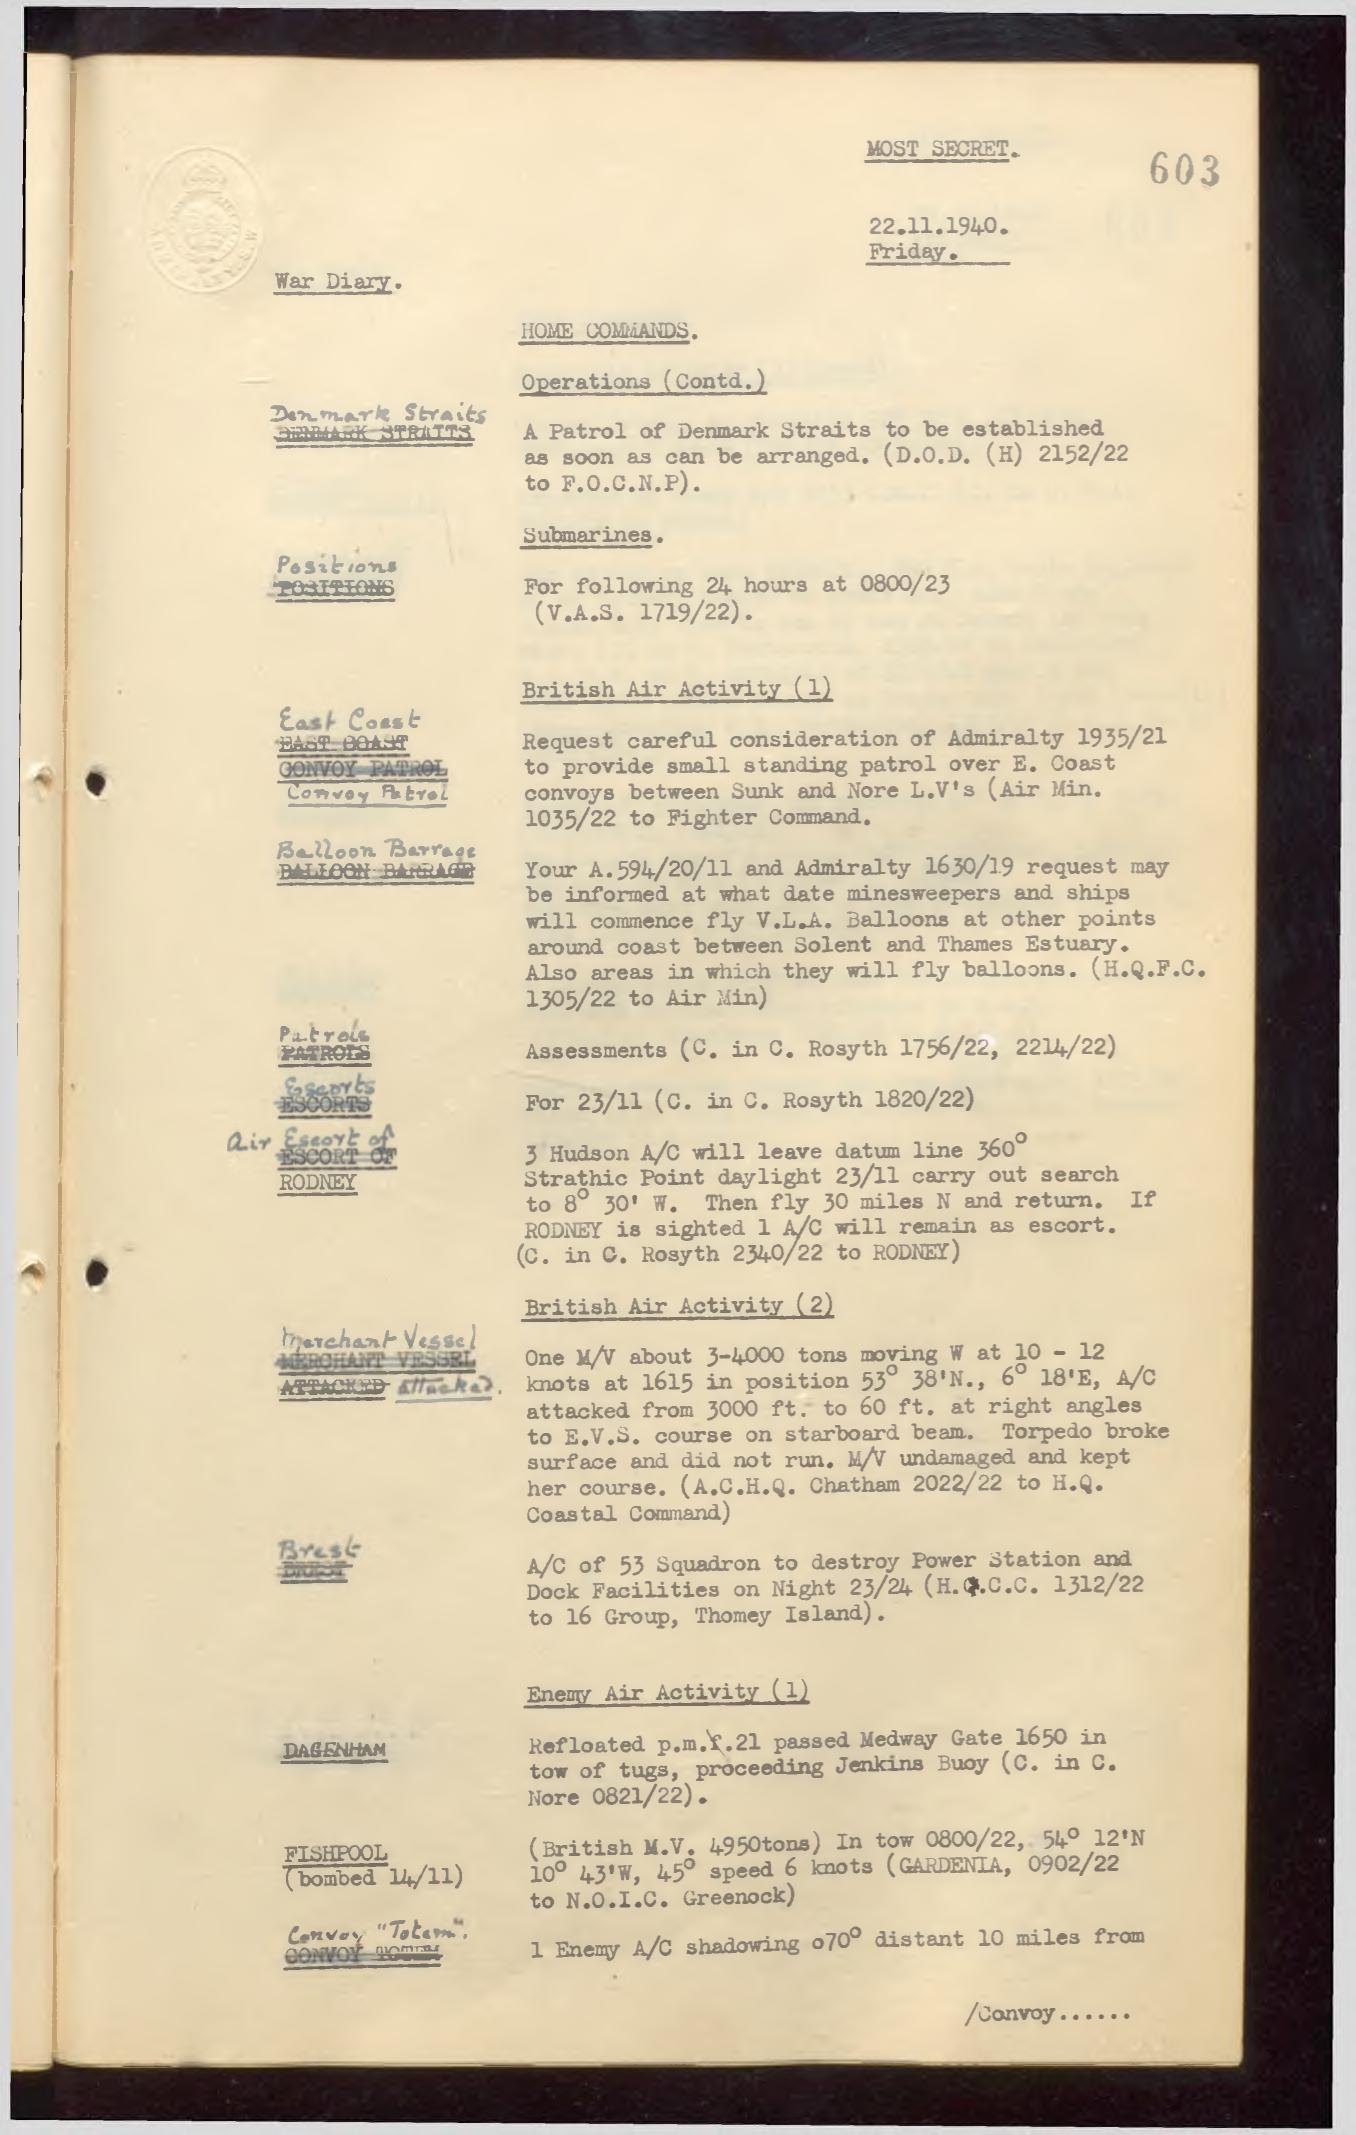 MOST SECRET.
603
22.11.1940.
Friday.
War Diary.
HOME COMMANDS.
Operations (Contd.)
Denmark Straits
DENMARK STRAITS
A Patrol of Denmark Straits to be established
as soon as can be arranged. (D.O.D. (H) 2152/22
to F.O.C.N.P).
Submarines.
Positions
POSITIONS
For following 24 hours at 0800/23
(V.A.S. 1719/22).
British Air Activity (1)
East Coast
EAST COAST
CONVOY PATROL
Convoy Patrol
Request careful consideration of Admiralty 1935/21
to provide small standing patrol over E. Coast
convoys between Sunk and Nore L.V's (Air Min.
1035/22 to Fighter Command.
Balloon Barrage
BALLOON BARRAGE
Your A.594/20/11 and Admiralty 1630/19 request may
be informed at what date minesweepers and ships
will commence fly V.L.A. Balloons at other points
around coast between Solent and Thames Estuary.
Also areas in which they will fly balloons. (H.Q.F.C.
1305/22 to Air Min)
Patrols
PATROLS
Assessments (C. in C. Rosyth 1756/22, 2214/22)
Escorts
ESCORTS
For 23/11 (C. in C. Rosyth 1820/22)
Air Escort of
ESCORT OF
RODNEY
3 Hudson A/C will leave datum line 360°
Strathic Point daylight 23/11 carry out search
to 8° 30' W. Then fly 30 miles N and return. If
RODNEY is sighted 1 A/C will remain as escort.
(C. in C. Rosyth 2340/22 to RODNEY)
British Air Activity (2)
Merchant Vessel
MERCHANT VESSEL
ATTACKED attacked.
One M/V about 3-4000 tons moving W at 10 - 12
knots at 1615 in position 53° 38'N., 6° 18'E, A/C
attacked from 3000 ft. to 60 ft. at right angles
to E.V.S. course on starboard beam. Torpedo broke
surface and did not run. M/V undamaged and kept
her course. (A.C.H.Q. Chatham 2022/22 to H.Q.
Coastal Command)
Brest
BREST
A/C of 53 Squadron to destroy Power Station and
Dock Facilities on Night 23/24 (H.Q.C.C. 1312/22
to 16 Group, Thorney Island).
Enemy Air Activity (1)
DAGENHAM
Refloated p.m. .21 passed Medway Gate 1650 in
tow of tugs, proceeding Jenkins Buoy (C. in C.
Nore 0821/22).
FISHPOOL
(bombed 14/11)
(British M.V. 4950tons) In tow 0800/22, 54° 12'N
10° 43'W, 45° speed 6 knots (GARDENIA, 0902/22
to N.O.I.C. Greenock)
Convoy "Totem".
CONVOY TOTEM
1 Enemy A/C shadowing o70° distant 10 miles from
/Convoy......